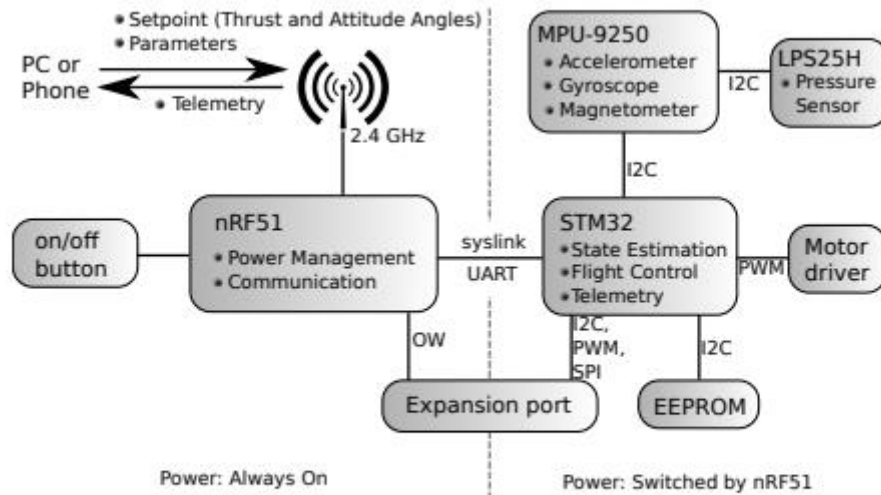 • Setpoint (Thrust and Attitude Angles)
• Parameters
PC or
Phone
• Telemetry
2.4 GHz
MPU-9250
• Accelerometer
• Gyroscope
• Magnetometer
I2C
LPS25H
• Pressure
Sensor
I2C
on/off
button
nRF51
• Power Management
• Communication
syslink
UART
STM32
• State Estimation
• Flight Control
• Telemetry
PWM
Motor
driver
OW
I2C,
PWM,
SPI
I2C
Expansion port
EEPROM
Power: Always On
Power: Switched by nRF51